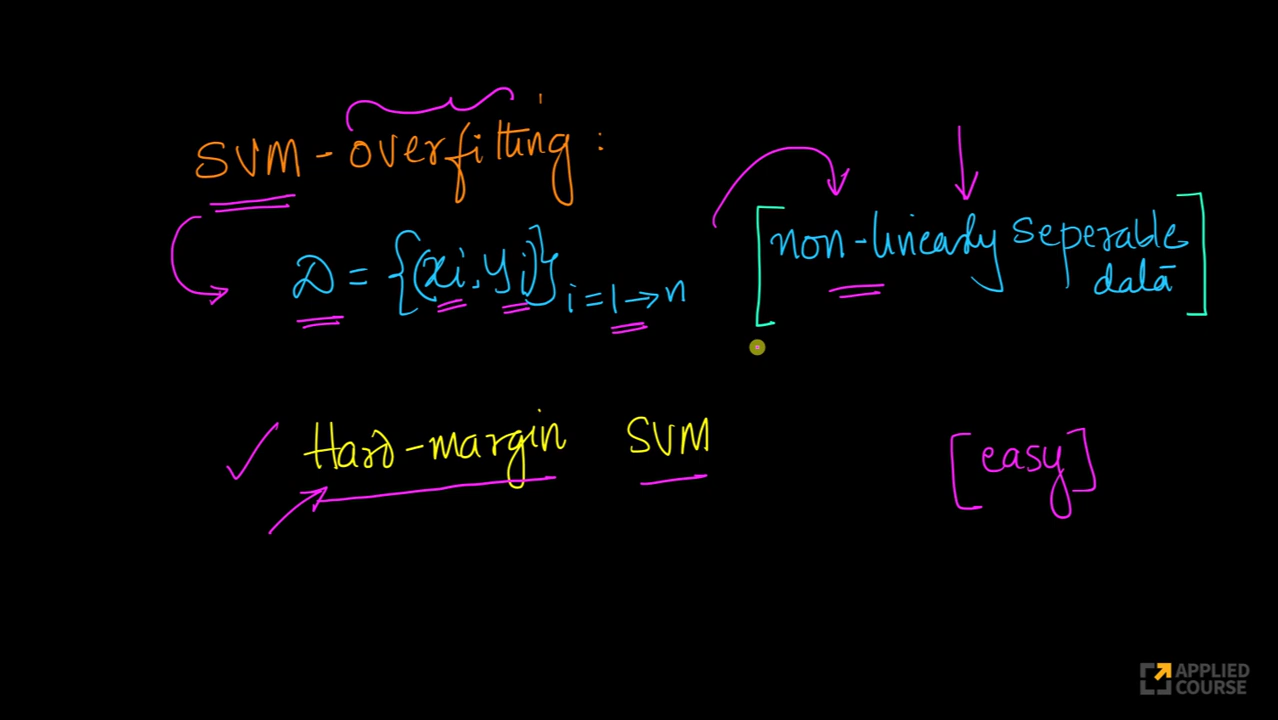 SVM - overfitting :
D = {(xi, yi)} i = 1 → n
[non-linearly seperable data]
Hard-margin SVM
[easy]
APPLIED
COURSE